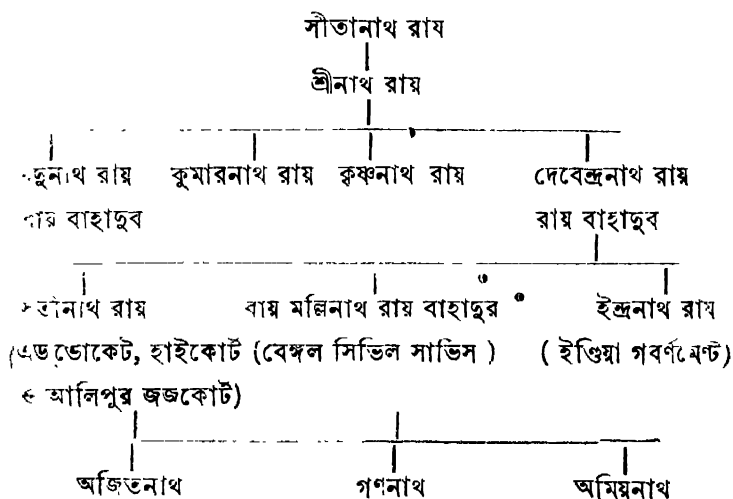 সীতানাথ রায
শ্রীনাথ রায়
রায় কুমারনাথ রায় কৃষ্ণনাথ রায় দেবেন্দ্রনাথ রায়
বাহাদুব রায় বাহাদুব
রায় বায় মল্লিনাথ রায় বাহাদুর ইন্দ্রনাথ রায়
(এডভোকেট, হাইকোর্ট (বেঙ্গল সিভিল সার্ভিস ) ( ইণ্ডিয়া গবর্ণমেণ্ট)
ও আলিপুর জজকোর্ট)
অজিতনাথ গণনাথ অমিয়নাথ